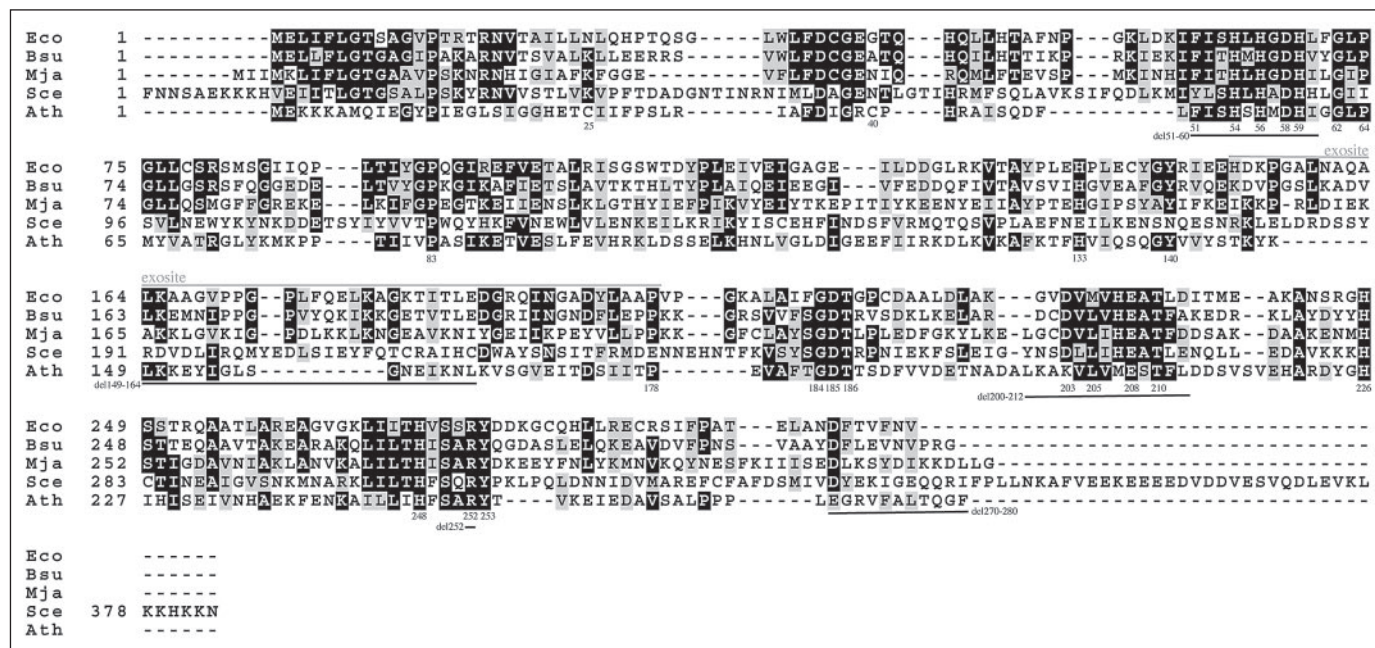 Eco 1 ----------MELIFLGTSAGVPTRTRNVTAILLNLQHPTQSG------LWLFDCGEGTQ---HQLLHTAFNP---GKLDKIFISHLHGDHLFGLP
Bsu 1 ----------MELLFLGTGAGIPAKARNVTSVALKLLEERRS------VWLFDCGEATQ---HQILHTTIKP---RKIEKIFITHMHGDHVYGLP
Mja 1 -------MIIMKLIFLGTGAAVPSKNRNHIGIAFKFGGE--------VFLFDCGENIQ---RQMLFTEVSP---MKINHIFITHLHGDHILGIP
Sce 1 FNNSAEKKKHVEIITLGTGSALPSKYRNVVSTLVKVPFTDADGNTINRNIMLDAGENTLGTIHRMFSQLAVKSIFQDLKMIYLSHLHADHHLGII
Ath 1 ----------MEKKKAMQIEGYPIEGLSIGGHETCIIFPSLR------IAFDIGRCP---HRAISQDF------LFISHSHMDHIGGLP
25 40 51 54 56 58 59 62 64
del51-60
exosite
Eco 75 GLLCSRSMSGIIQP---LTIYGPQGIREFVETALRISGSWTDYPLEIVEIGAGE---ILDDGLRKVTAYPLEHPLECYGYRIEEHDKPGALNAQA
Bsu 74 GLLGSRSFQGGEDE---LTVYGPKGIKAFIETSLAVTKTHLTYPLAIQEIEEGI---VFEDDQFIVTAVSVIHGVEAFGYRVQEKDVPGSLKADV
Mja 74 GLLQSMGFFGREKE---LKIFGPEGTKEIIENSLKLGTHYIEFPIKVYEIYTKEPITIYKEENYEIIAYPTEHGIPSYAYIFKEIKKP-RLDIEK
Sce 96 SVLNEWYKYNKDDETSYIYVVTPWQYHKFVNEWLVLENKEILKRIKYISCEHFINDSFVRMQTQSVPLAEFNEILKENSNQESNRKLELDRDSSY
Ath 65 MYVATRGLYKMKPP---TIIVPASIKETVESLFEVHRKLDSSELKHNLVGLDIGEEFIIRKDLKVKAFKTFHVIQSQGYVVYSTKYK--------
83 133 140
exosite
Eco 164 LKAAGVPPG--PLFQELKAGKTITLEDGRQINGADYLAAPVP---GKALAIFGDTGPCDAALDLAK---GVDVMVHEATLDITME--AKANSRGH
Bsu 163 LKEMNIPPG--PVYQKIKKGETVTLEDGRIINGNDFLEPPKK---GRSVVFSGDTRVSDKLKELAR---DCDVLVHEATFAKEDR--KLAYDYYH
Mja 165 AKKLGVKIG--PDLKKLKNGEAVKNIYGEIIKPEYVLLPPKK---GFCLAYSGDTLPLEDFGKYLKE--LGCDVLIHEATFDDSAK--DAAKENMH
Sce 191 RDVDLIRQMYEDLSIEYFQTCRAIHCDWAYSNSITFRMDENNEHNTFKVSYSGDTRPNIEKFSLEIG-YNSDLLIHEATLENQLL--EDAVKKKH
Ath 149 LKKEYIGLS------GNEIKNLKVSGVEITDSIITP------EVAFTGDTTSDFVVDETNADALKAKVLVMESTFLDDSVSVEHARDYGH
del149-164 178 184 185 186 del200-212 203 205 208 210 226
Eco 249 SSTRQAATLAREAGVGKLIITHVSSRYDDKGCQHLLRECRSIFPAT---ELANDFTVFNV-----------------------------------
Bsu 248 STTEQAAVTAKEARAKQLILTHISARYQGDASLELQKEAVDVFPNS---VAAYDFLEVNVPRG--------------------------------
Mja 252 STIGDAVNIAKLANVKALILTHISARYDKEEYFNLYKMNVKQYNESFKIIISEDLKSYDIKKDLLG-----------------------------
Sce 283 CTINEAIGVSNKMNARKLILTHFSQRYPKLPQLDNNIDVMAREFCFAFDSMIVDYEKIGEQQRIFPLLNKAFVEEKEEEEDVDDVESVQDLEVKL
Ath 227 IHISEIVNHAEKFENKAILLIHFSARYT-----VKEIEDAVSALPPP-----LEGRVFALTQGF-------------------------------
248 252 253
del252 del270-280
Eco ------
Bsu ------
Mja ------
Sce 378 KKHKKN
Ath ------